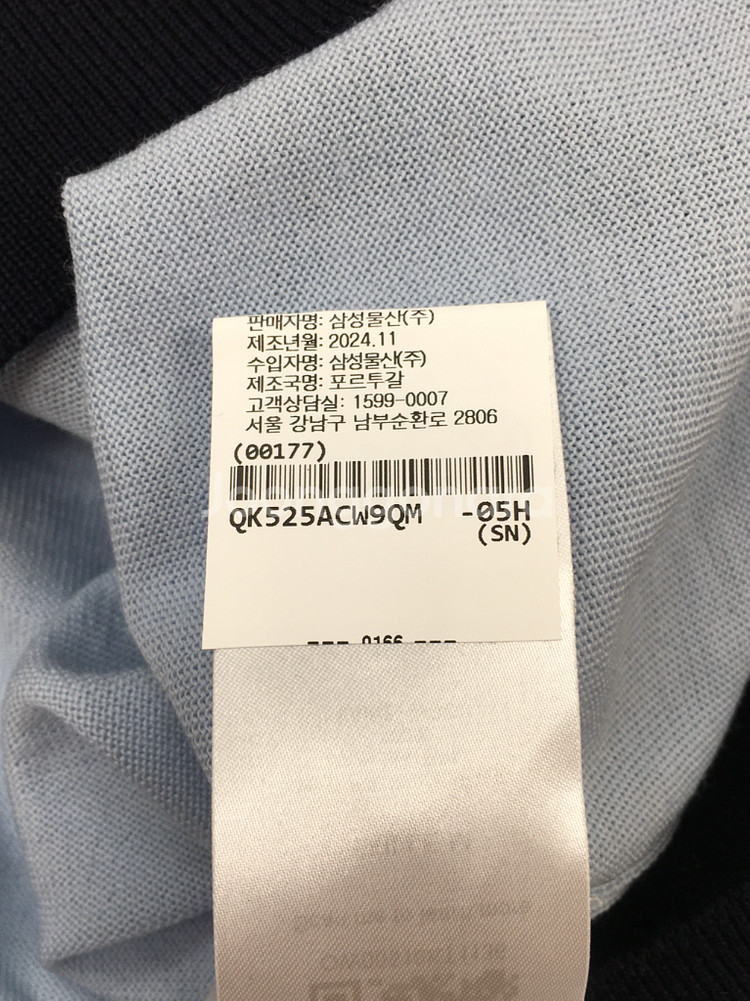 판매자명: 삼성물산(주)
제조년월: 2024.11
수입자명: 삼성물산(주)
제조국명: 포르투갈
고객상담실: 1599-0007
서울 강남구 남부순환로 2806
(00177)
QK525ACW9QM -05H
(SN)
--- 0166 ---